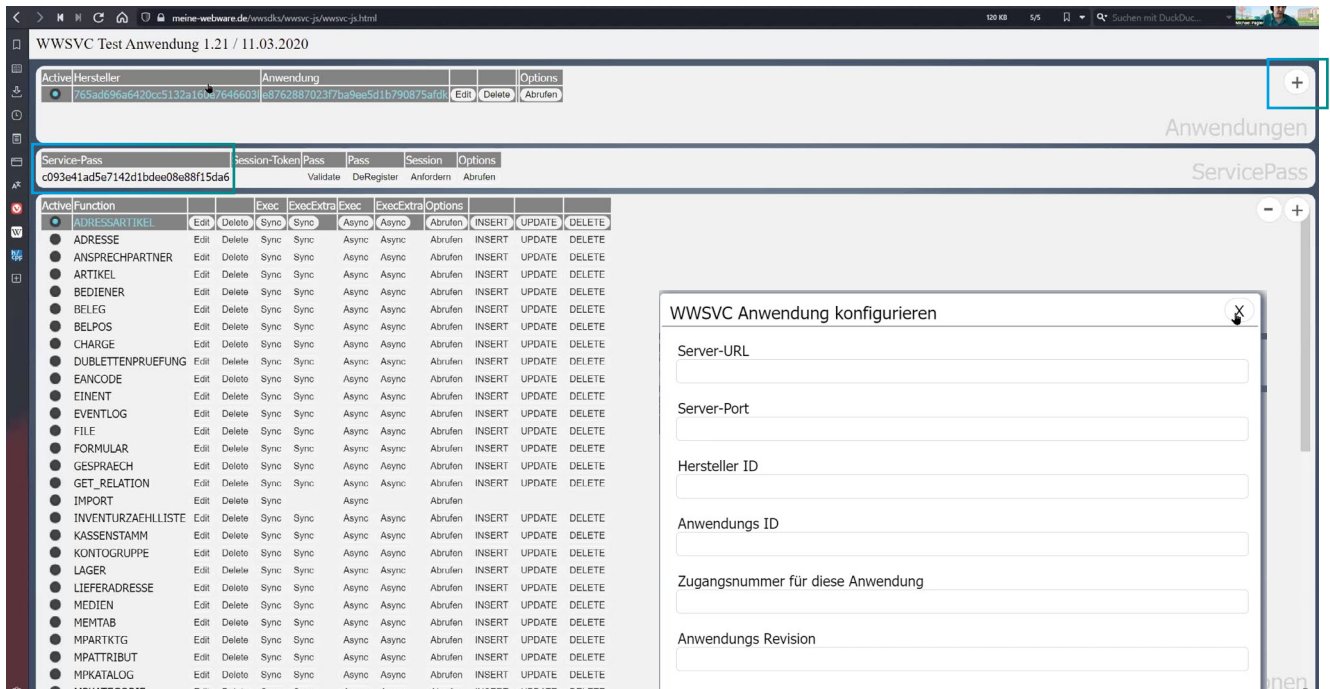 meine-webware.de/wwsdks/wwsvc-js/wwsvc-js.html 120 KB 5/5 Suchen mit DuckDuc...
WWSVC Test Anwendung 1.21 / 11.03.2020
Active Hersteller Anwendung Options
Edit Delete Abrufen
Anwendungen
Service-Pass Session-Token Pass Pass Session Options
c093e41ad5e7142d1bdee08e88f15da6 Validate DeRegister Anfordern Abrufen
ServicePass
Active Function Exec ExecExtra Exec ExecExtra Options
ADRESSARTIKEL Edit Delete Sync Sync Async Async Abrufen INSERT UPDATE DELETE
ADRESSE Edit Delete Sync Sync Async Async Abrufen INSERT UPDATE DELETE
ANSPRECHPARTNER Edit Delete Sync Sync Async Async Abrufen INSERT UPDATE DELETE
ARTIKEL Edit Delete Sync Sync Async Async Abrufen INSERT UPDATE DELETE
BEDIENER Edit Delete Sync Sync Async Async Abrufen INSERT UPDATE DELETE
BELEG Edit Delete Sync Sync Async Async Abrufen INSERT UPDATE DELETE
BELPOS Edit Delete Sync Sync Async Async Abrufen INSERT UPDATE DELETE
CHARGE Edit Delete Sync Sync Async Async Abrufen INSERT UPDATE DELETE
DUBLETTENPRUEFUNG Edit Delete Sync Sync Async Async Abrufen INSERT UPDATE DELETE
EANCODE Edit Delete Sync Sync Async Async Abrufen INSERT UPDATE DELETE
EINENT Edit Delete Sync Sync Async Async Abrufen INSERT UPDATE DELETE
EVENTLOG Edit Delete Sync Sync Async Async Abrufen INSERT UPDATE DELETE
FILE Edit Delete Sync Sync Async Async Abrufen INSERT UPDATE DELETE
FORMULAR Edit Delete Sync Sync Async Async Abrufen INSERT UPDATE DELETE
GESPRAECH Edit Delete Sync Sync Async Async Abrufen INSERT UPDATE DELETE
GET_RELATION Edit Delete Sync Sync Async Async Abrufen INSERT UPDATE DELETE
IMPORT Edit Delete Sync Async Abrufen
INVENTURZAEHLLISTE Edit Delete Sync Sync Async Async Abrufen INSERT UPDATE DELETE
KASSENSTAMM Edit Delete Sync Sync Async Async Abrufen INSERT UPDATE DELETE
KONTOGRUPPE Edit Delete Sync Sync Async Async Abrufen INSERT UPDATE DELETE
LAGER Edit Delete Sync Sync Async Async Abrufen INSERT UPDATE DELETE
LIEFERADRESSE Edit Delete Sync Sync Async Async Abrufen INSERT UPDATE DELETE
MEDIEN Edit Delete Sync Sync Async Async Abrufen INSERT UPDATE DELETE
MEMTAB Edit Delete Sync Sync Async Async Abrufen INSERT UPDATE DELETE
MPARTKTG Edit Delete Sync Sync Async Async Abrufen INSERT UPDATE DELETE
MPATTRIBUT Edit Delete Sync Sync Async Async Abrufen INSERT UPDATE DELETE
MPKATALOG Edit Delete Sync Sync Async Async Abrufen INSERT UPDATE DELETE
WWSVC Anwendung konfigurieren X
Server-URL
Server-Port
Hersteller ID
Anwendungs ID
Zugangsnummer für diese Anwendung
Anwendungs Revision